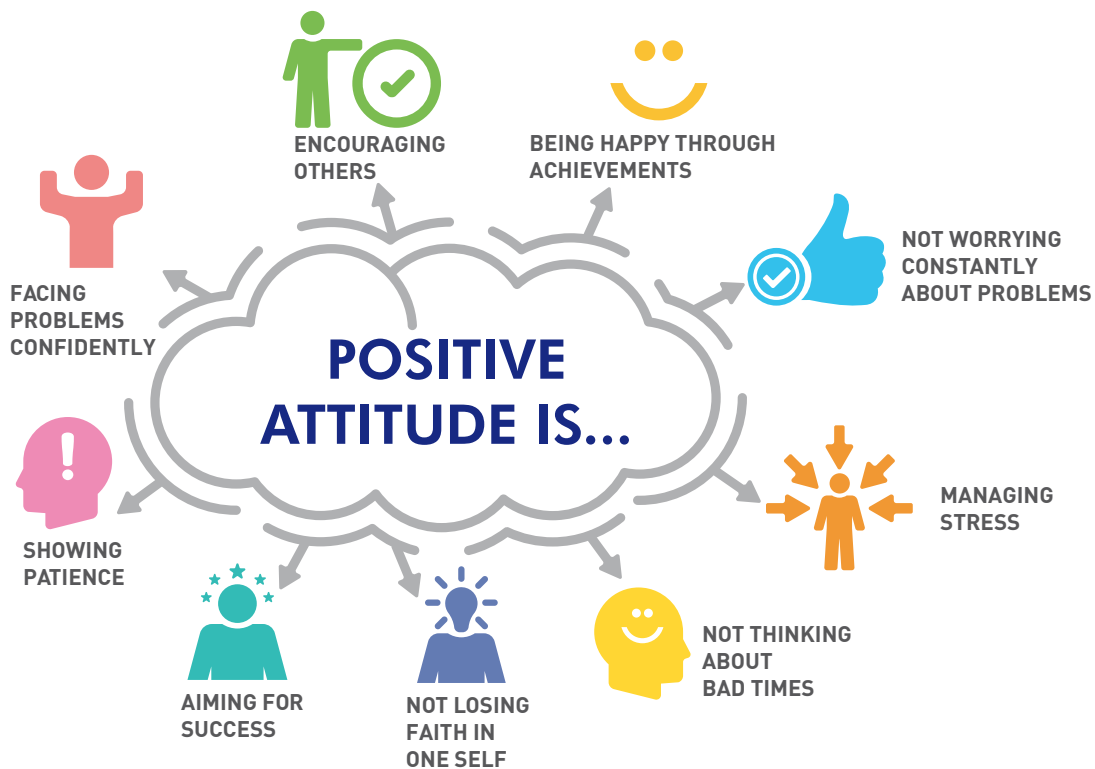 POSITIVE
ATTITUDE IS...
ENCOURAGING
OTHERS
BEING HAPPY THROUGH
ACHIEVEMENTS
NOT WORRYING
CONSTANTLY
ABOUT PROBLEMS
MANAGING
STRESS
NOT THINKING
ABOUT
BAD TIMES
NOT LOSING
FAITH IN
ONE SELF
AIMING FOR
SUCCESS
SHOWING
PATIENCE
FACING
PROBLEMS
CONFIDENTLY